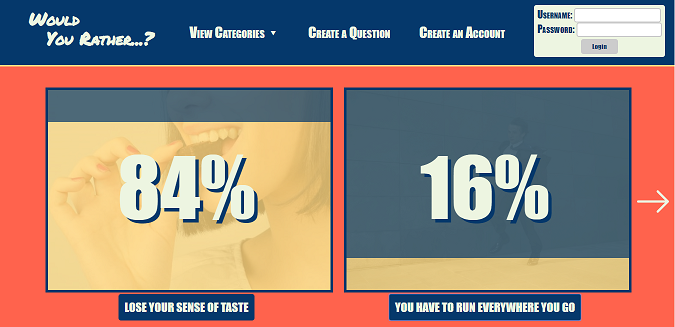 Would
You Rather...?
View Categories
Create a Question
Create an Account
Username:
Password:
Login
84%
16%
LOSE YOUR SENSE OF TASTE
YOU HAVE TO RUN EVERYWHERE YOU GO